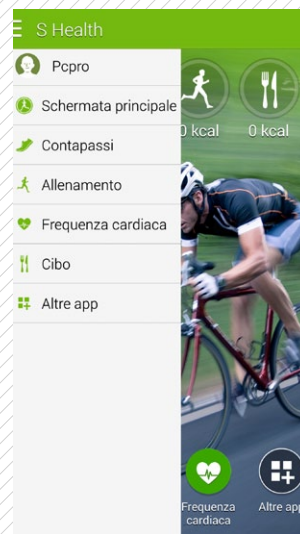 S Health
Pcpro
Schermata principale
Contapassi
Allenamento
Frequenza cardiaca
Cibo
Altre app
0 kcal
0 kcal
Frequenza
cardiaca
Altre app